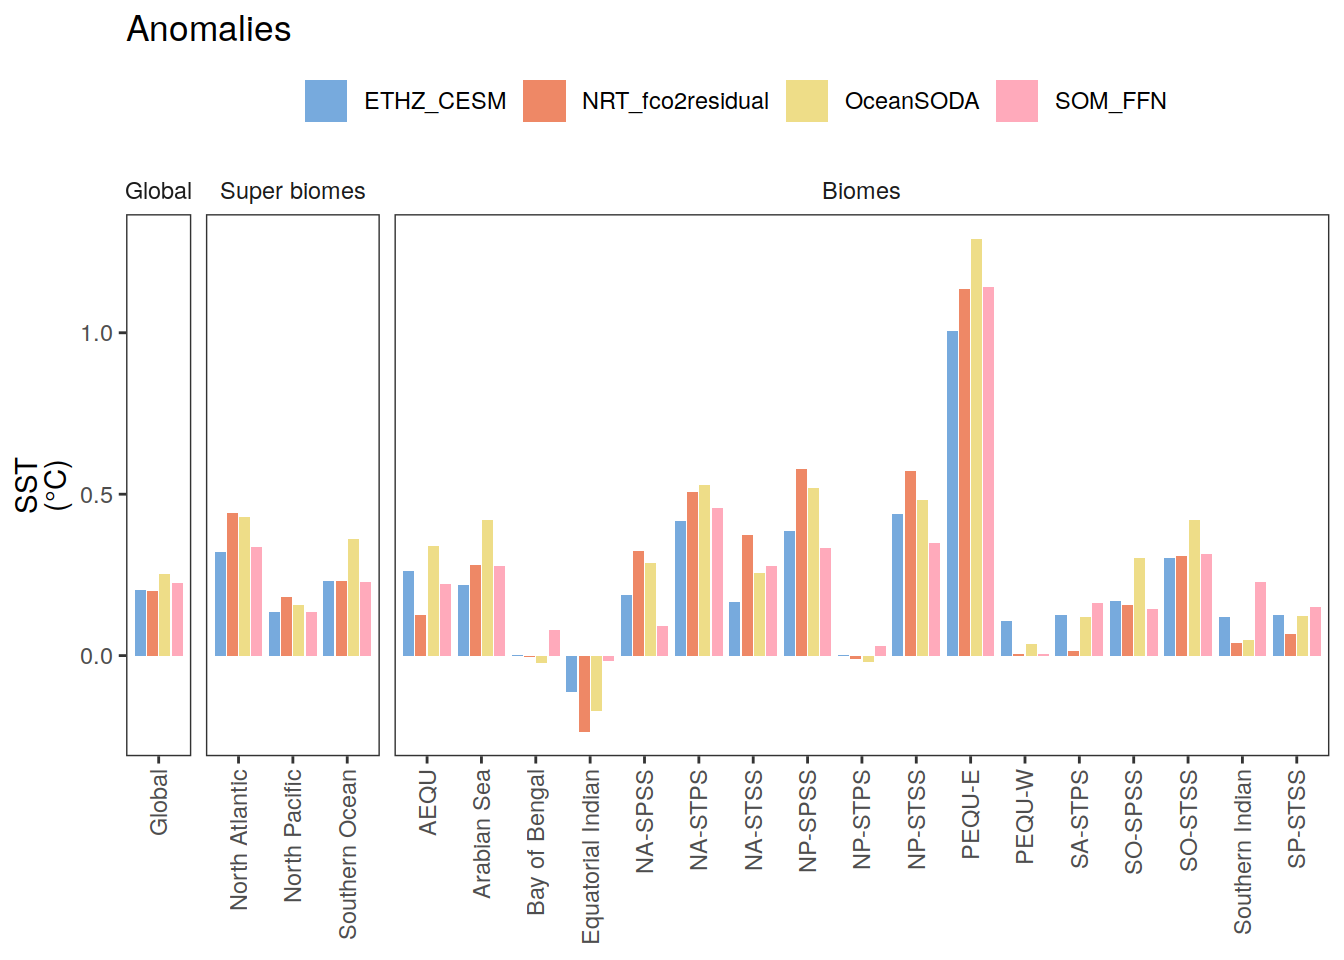 Anomalies
ETHZ_CESM NRT_fco2residual OceanSODA SOM_FFN
Global Super biomes Biomes
SST
(°C)
1.0
0.5
0.0
Global
North Atlantic
North Pacific
Southern Ocean
AEQU
Arabian Sea
Bay of Bengal
Equatorial Indian
NA-SPSS
NA-STPS
NA-STSS
NP-SPSS
NP-STPS
NP-STSS
PEQU-E
PEQU-W
SA-STPS
SO-SPSS
SO-STSS
Southern Indian
SP-STSS